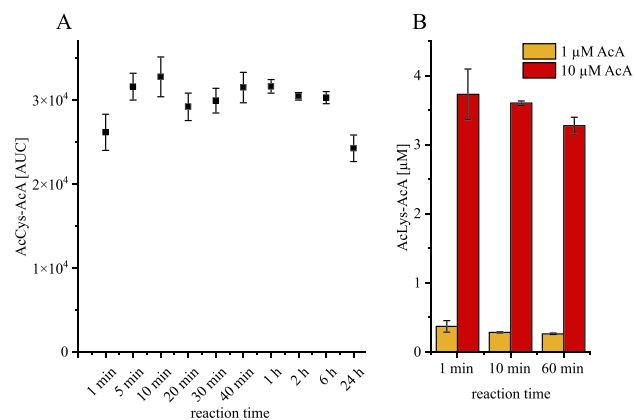 A
AcCys-AcA [AUC]
3×10⁴
2×10⁴
1×10⁴
0
1 min
5 min
10 min
20 min
30 min
40 min
1 h
2 h
6 h
24 h
reaction time
B
1 µM AcA
10 µM AcA
AcLys-AcA [µM]
4
3
2
1
0
1 min
10 min
60 min
reaction time